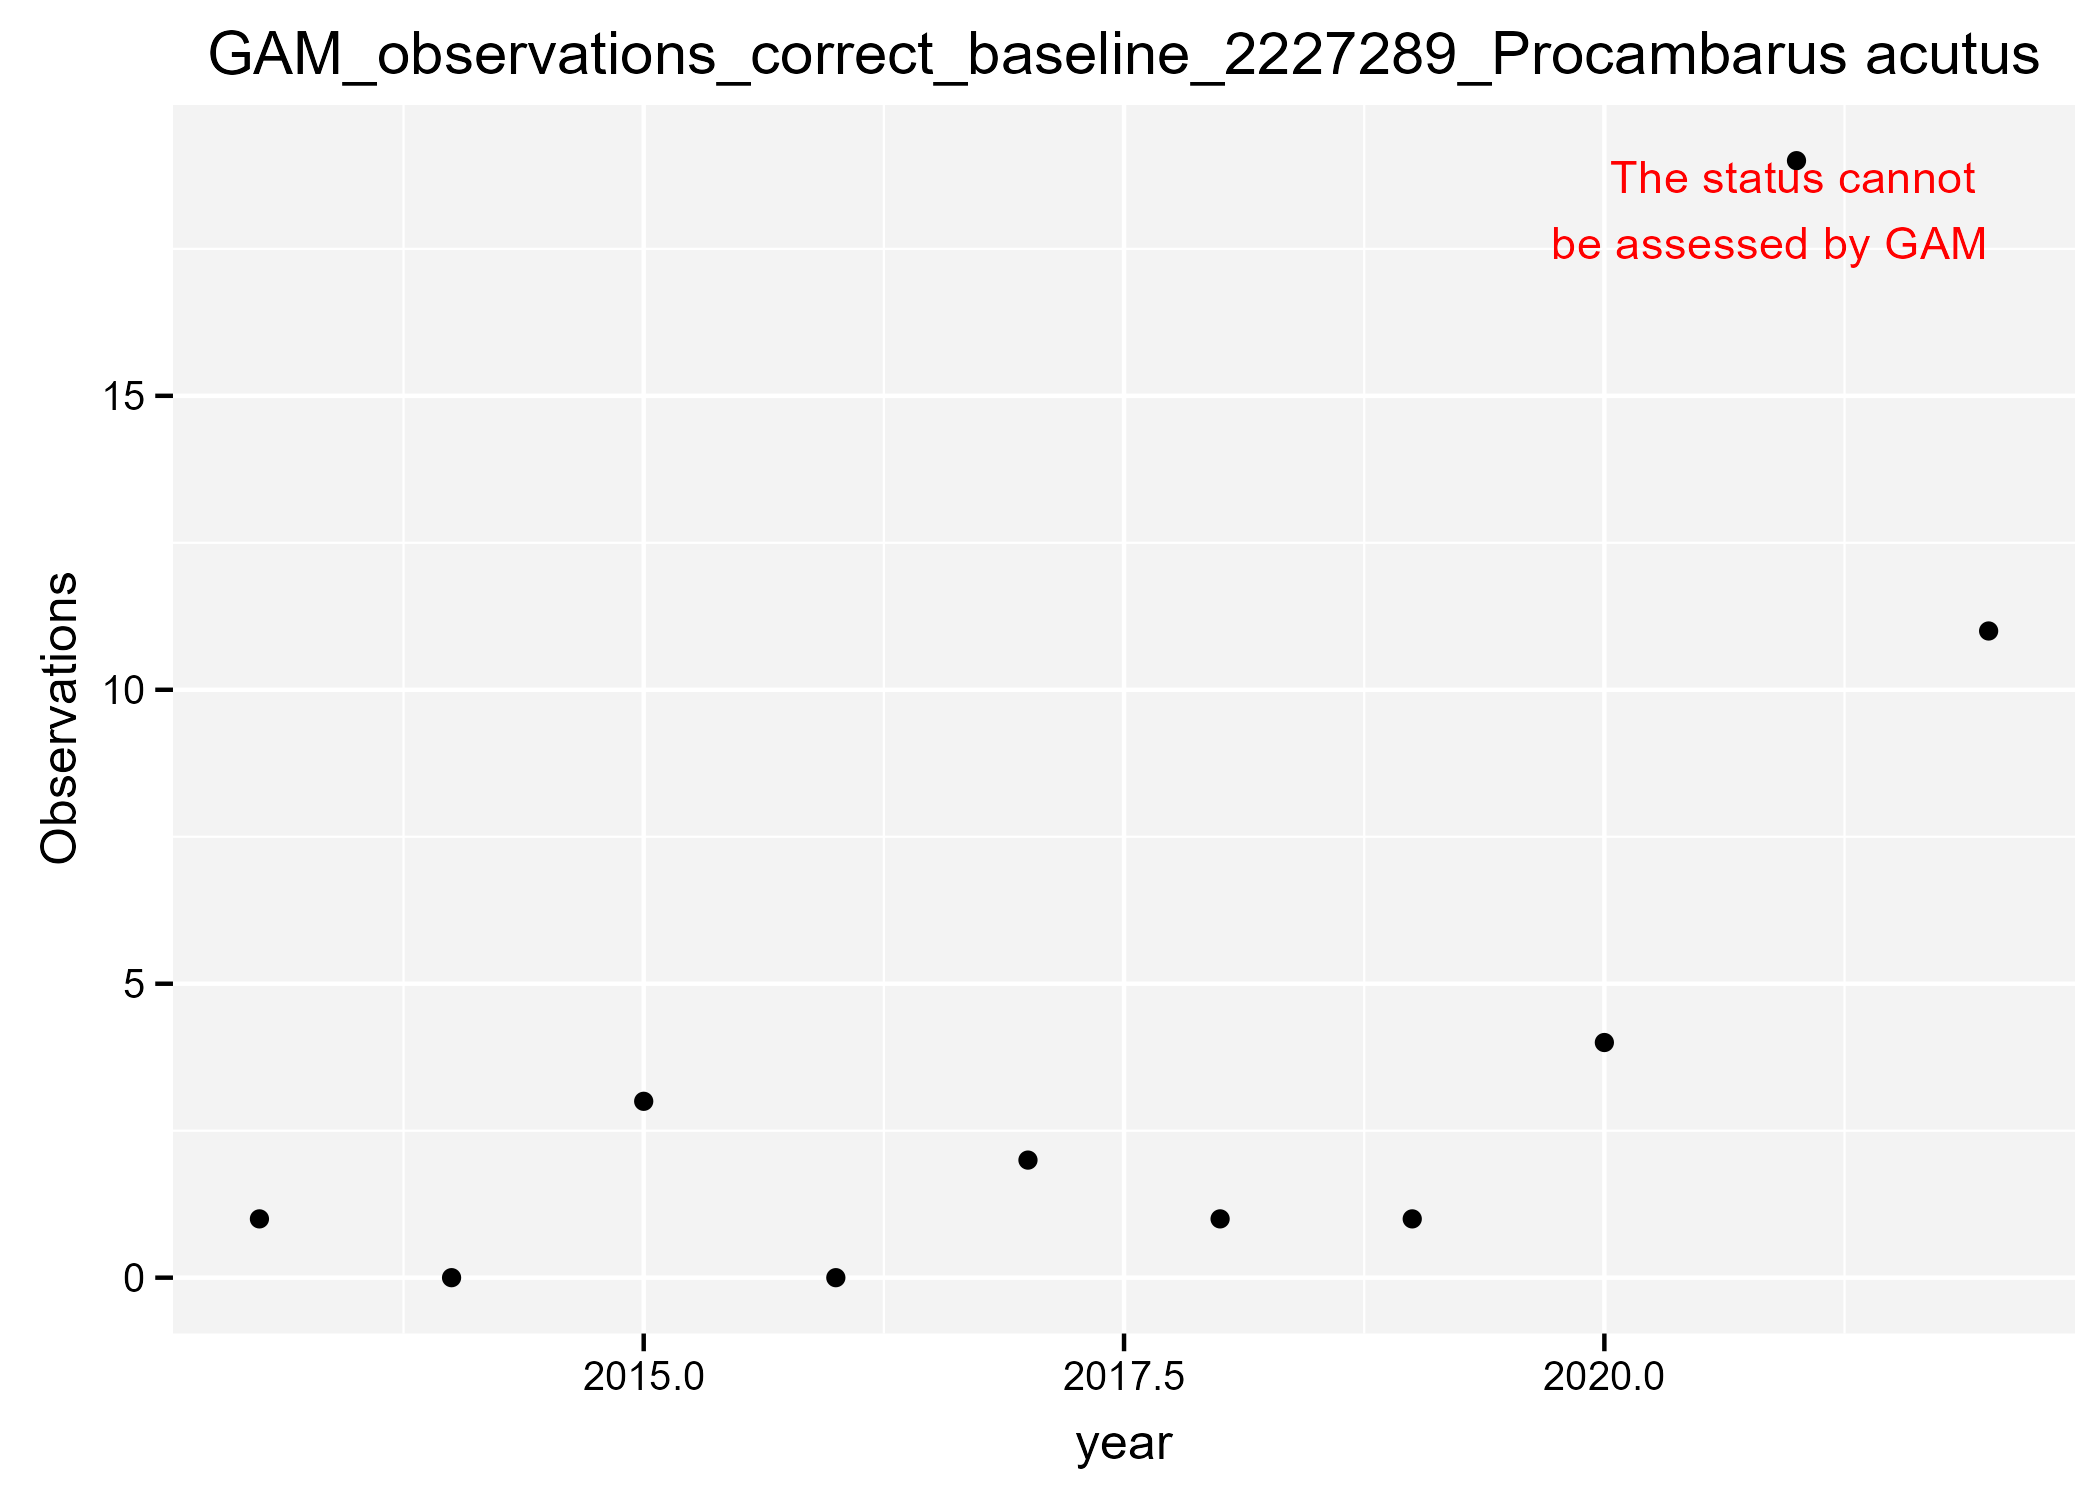 GAM_observations_correct_baseline_2227289_Procambarus acutus
The status cannot
be assessed by GAM
15
10
5
0
Observations
2015.0
2017.5
2020.0
year